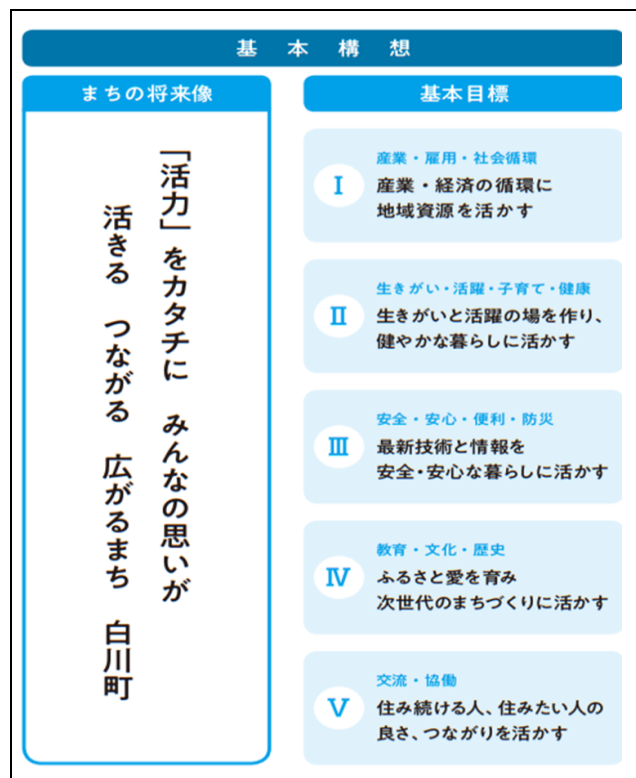 基本構想
まちの将来像
「活力」をカタチに　みんなの思いが
活きる　つながる　広がるまち　白川町
基本目標
Ⅰ
産業・雇用・社会循環
産業・経済の循環に
地域資源を活かす
Ⅱ
生きがい・活躍・子育て・健康
生きがいと活躍の場を作り、
健やかな暮らしに活かす
Ⅲ
安全・安心・便利・防災
最新技術と情報を
安全・安心な暮らしに活かす
Ⅳ
教育・文化・歴史
ふるさと愛を育み
次世代のまちづくりに活かす
Ⅴ
交流・協働
住み続ける人、住みたい人の
良さ、つながりを活かす